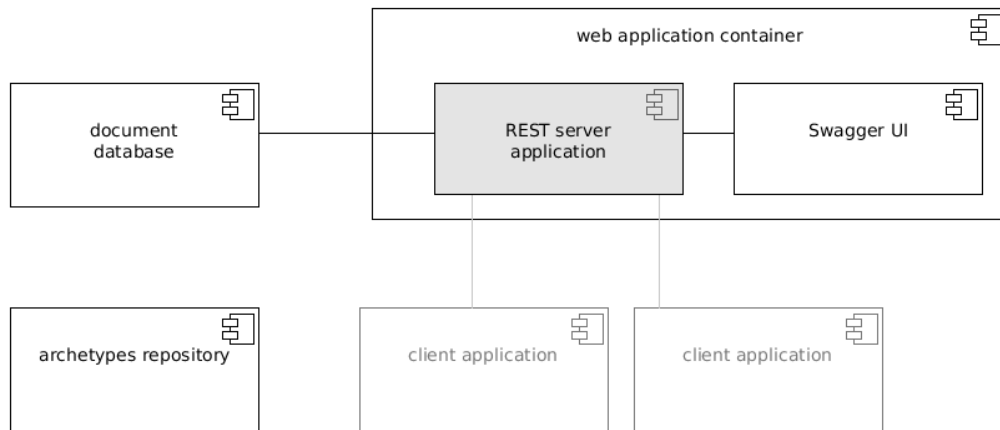 web application container
document
database
REST server
application
Swagger UI
archetypes repository
client application
client application